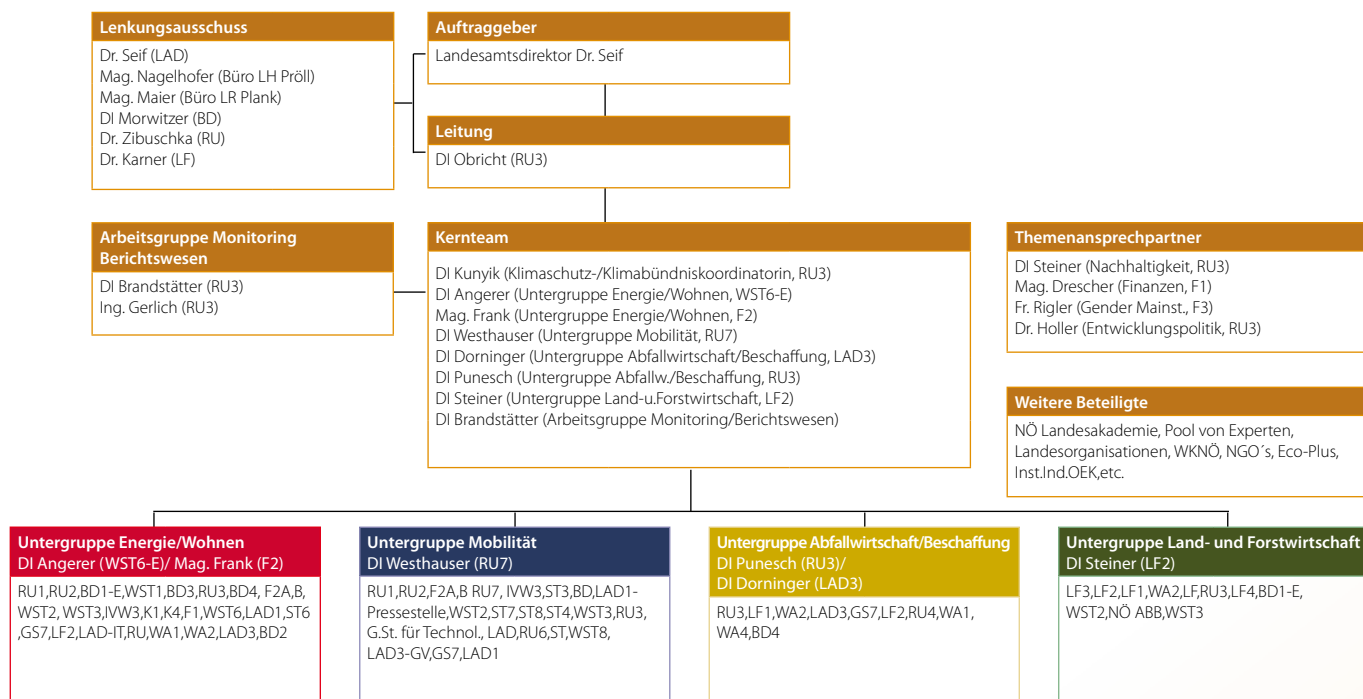 Lenkungsausschuss
Dr. Seif (LAD)
Mag. Nagelhofer (Büro LH Pröll)
Mag. Maier (Büro LR Plank)
DI Morwitzer (BD)
Dr. Zibuschka (RU)
Dr. Karner (LF)
Auftraggeber
Landesamtsdirektor Dr. Seif
Leitung
DI Obricht (RU3)
Arbeitsgruppe Monitoring
Berichtswesen
DI Brandstätter (RU3)
Ing. Gerlich (RU3)
Kernteam
DI Kunyik (Klimaschutz-/Klimabündniskoordinatorin, RU3)
DI Angerer (Untergruppe Energie/Wohnen, WST6-E)
Mag. Frank (Untergruppe Energie/Wohnen, F2)
DI Westhauser (Untergruppe Mobilität, RU7)
DI Dorninger (Untergruppe Abfallwirtschaft/Beschaffung, LAD3)
DI Punesch (Untergruppe Abfallw./Beschaffung, RU3)
DI Steiner (Untergruppe Land-u.Forstwirtschaft, LF2)
DI Brandstätter (Arbeitsgruppe Monitoring/Berichtswesen)
Themenansprechpartner
DI Steiner (Nachhaltigkeit, RU3)
Mag. Drescher (Finanzen, F1)
Fr. Rigler (Gender Mainst., F3)
Dr. Holler (Entwicklungspolitik, RU3)
Weitere Beteiligte
NÖ Landesakademie, Pool von Experten,
Landesorganisationen, WKNÖ, NGO´s, Eco-Plus,
Inst.Ind.OEK,etc.
Untergruppe Energie/Wohnen
DI Angerer (WST6-E)/ Mag. Frank (F2)
RU1,RU2,BD1-E,WST1,BD3,RU3,BD4, F2A,B,
WST2, WST3,IVW3,K1,K4,F1,WST6,LAD1,ST6
,GS7,LF2,LAD-IT,RU,WA1,WA2,LAD3,BD2
Untergruppe Mobilität
DI Westhauser (RU7)
RU1,RU2,F2A,B RU7, IVW3,ST3,BD,LAD1-
Pressestelle,WST2,ST7,ST8,ST4,WST3,RU3,
G.St. für Technol., LAD,RU6,ST,WST8,
LAD3-GV,GS7,LAD1
Untergruppe Abfallwirtschaft/Beschaffung
DI Punesch (RU3)/
DI Dorninger (LAD3)
RU3,LF1,WA2,LAD3,GS7,LF2,RU4,WA1,
WA4,BD4
Untergruppe Land- und Forstwirtschaft
DI Steiner (LF2)
LF3,LF2,LF1,WA2,LF,RU3,LF4,BD1-E,
WST2,NÖ ABB,WST3